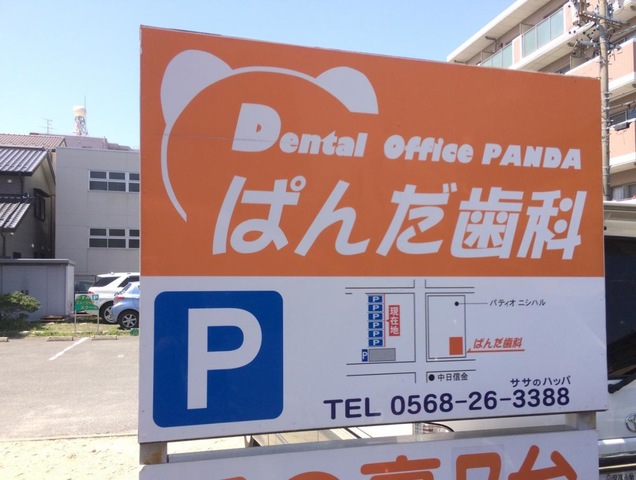 Dental Office PANDA
ぱんだ歯科
P
P
P
P
P
P
P
現在地
パティオ ニシハル
ぱんだ歯科
●中日信金
ササのハッパ
TEL 0568-26-3388